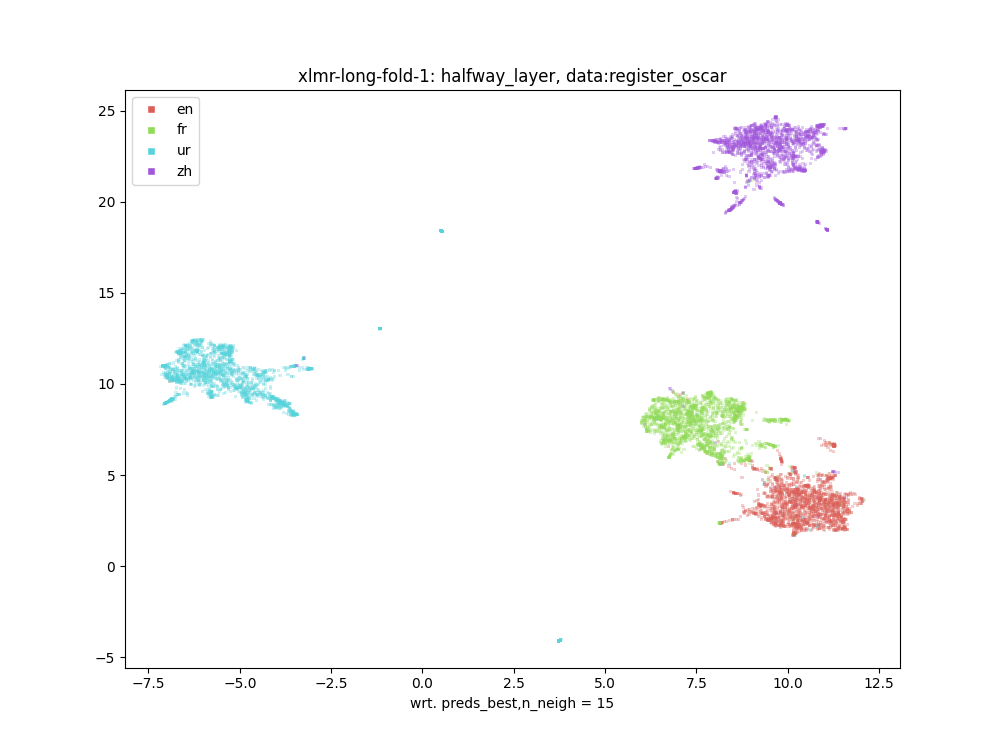 xlmr-long-fold-1: halfway_layer, data:register_oscar
en
fr
ur
zh
25
20
15
10
5
0
−5
−7.5 −5.0 −2.5 0.0 2.5 5.0 7.5 10.0 12.5
wrt. preds_best,n_neigh = 15